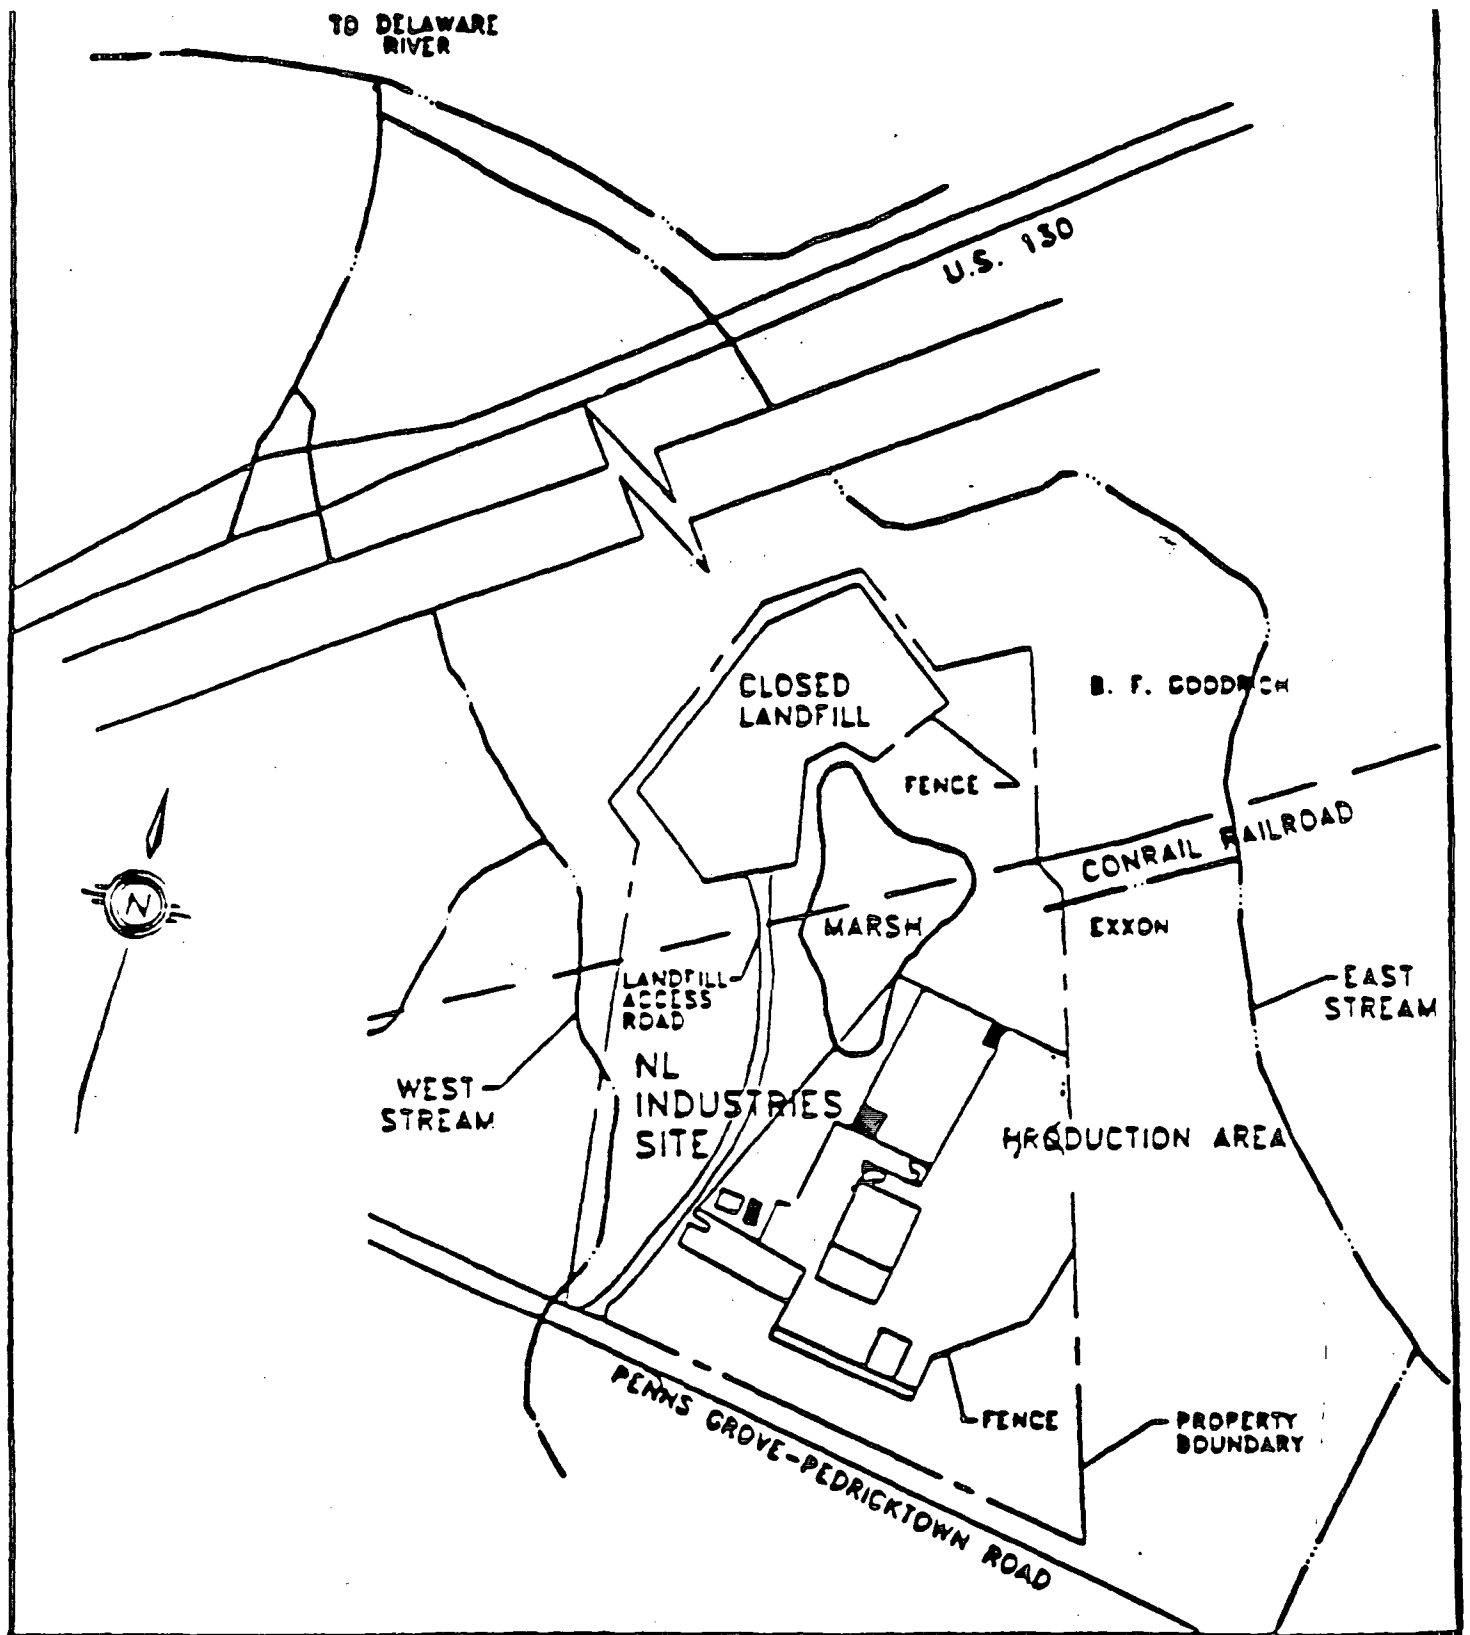 TO DELAWARE
RIVER
U.S. 130
CLOSED
LANDFILL
B. F. GOODRICH
FENCE
CONRAIL RAILROAD
N
MARSH
EXXON
LANDFILL
ACCESS
ROAD
EAST
STREAM
NL
INDUSTRIES
SITE
WEST
STREAM
PRODUCTION AREA
PENNS GROVE-PEDRICKTOWN ROAD
FENCE
PROPERTY
BOUNDARY